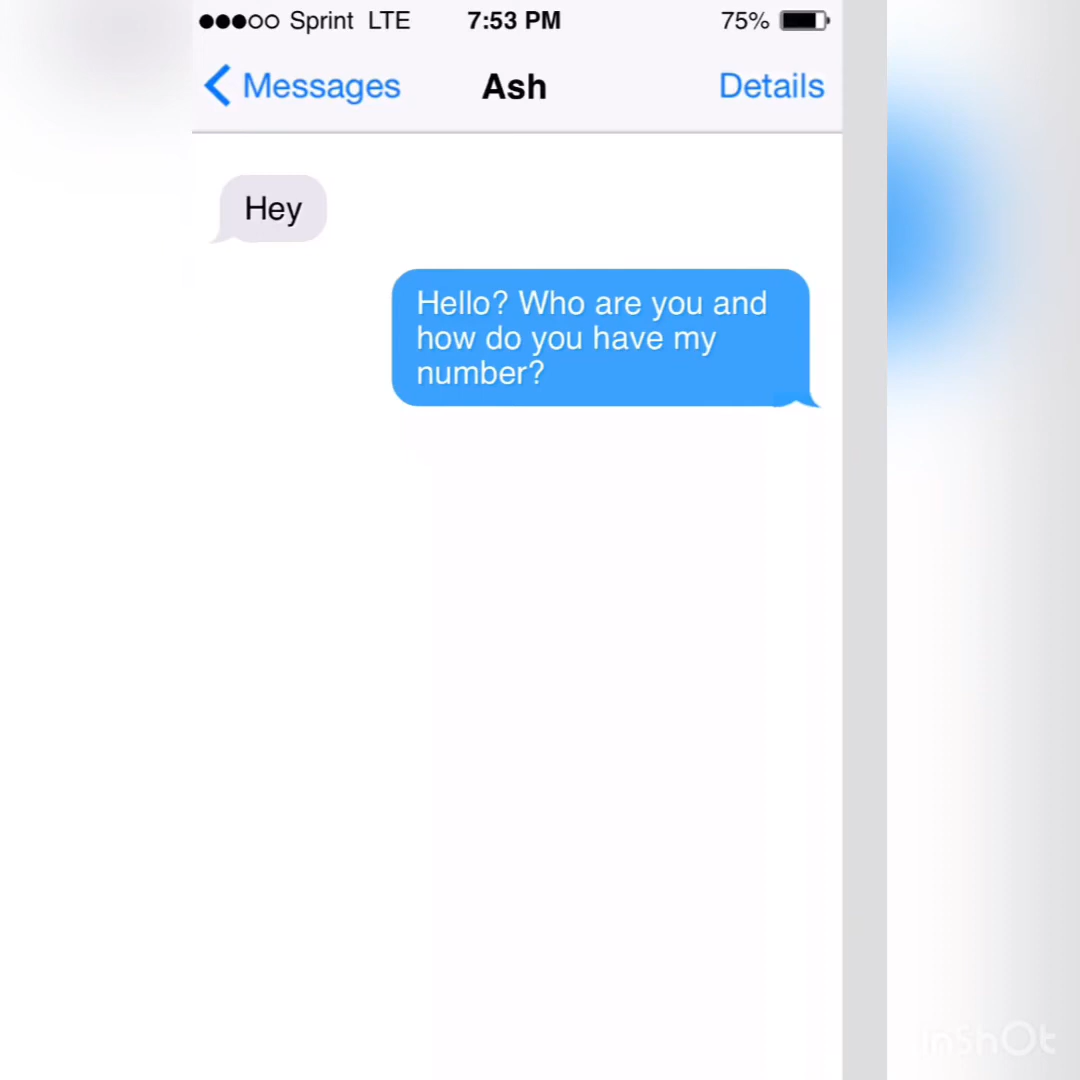 Sprint LTE 7:53 PM 75%
Messages Ash Details
Hey
Hello? Who are you and
how do you have my
number?
InShOt